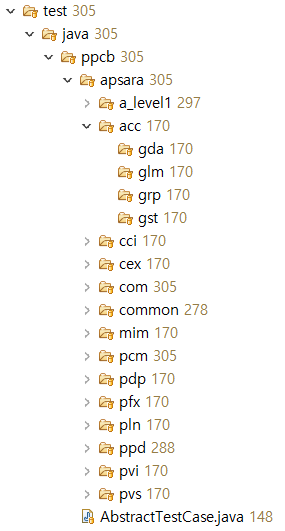 test 305
java 305
ppcb 305
apsara 305
a_level1 297
acc 170
gda 170
glm 170
grp 170
gst 170
cci 170
cex 170
com 305
common 278
mim 170
pcm 305
pdp 170
pfx 170
pln 170
ppd 288
pvi 170
pvs 170
AbstractTestCase.java 148